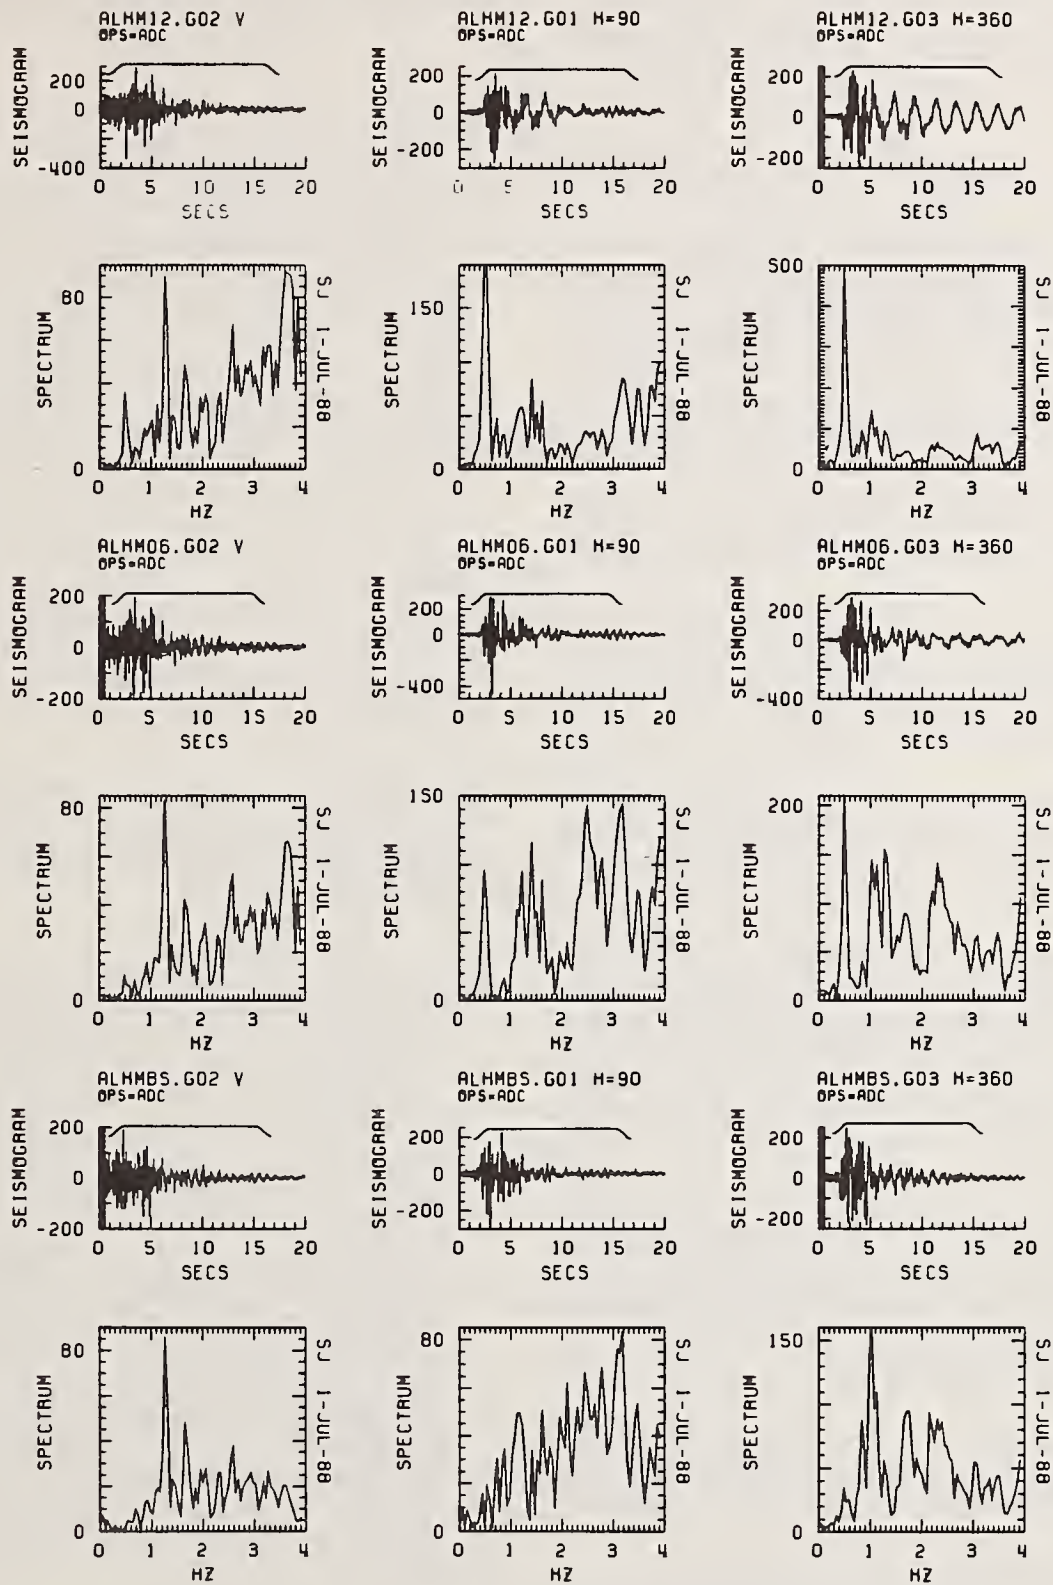 ALHM12.G02 V
OPS=ADC
SEISMOGRAM
200
0
-400
0 5 10 15 20
SECS
ALHM12.G01 H=90
OPS=ADC
SEISMOGRAM
200
0
-200
0 5 10 15 20
SECS
ALHM12.G03 H=360
OPS=ADC
SEISMOGRAM
200
0
-200
0 5 10 15 20
SECS
SPECTRUM
80
0
0 1 2 3 4
HZ
SJ 1-JUL-88
SPECTRUM
150
0
0 1 2 3 4
HZ
SJ 1-JUL-88
SPECTRUM
500
0
0 1 2 3 4
HZ
SJ 1-JUL-88
ALHM06.G02 V
OPS=ADC
SEISMOGRAM
200
0
-200
0 5 10 15 20
SECS
ALHM06.G01 H=90
OPS=ADC
SEISMOGRAM
200
0
-400
0 5 10 15 20
SECS
ALHM06.G03 H=360
OPS=ADC
SEISMOGRAM
200
0
-400
0 5 10 15 20
SECS
SPECTRUM
80
0
0 1 2 3 4
HZ
SJ 1-JUL-88
SPECTRUM
150
0
0 1 2 3 4
HZ
SJ 1-JUL-88
SPECTRUM
200
0
0 1 2 3 4
HZ
SJ 1-JUL-88
ALHMBS.G02 V
OPS=ADC
SEISMOGRAM
200
0
-200
0 5 10 15 20
SECS
ALHMBS.G01 H=90
OPS=ADC
SEISMOGRAM
200
0
-200
0 5 10 15 20
SECS
ALHMBS.G03 H=360
OPS=ADC
SEISMOGRAM
200
0
-200
0 5 10 15 20
SECS
SPECTRUM
80
0
0 1 2 3 4
HZ
SJ 1-JUL-88
SPECTRUM
80
0
0 1 2 3 4
HZ
SJ 1-JUL-88
SPECTRUM
150
0
0 1 2 3 4
HZ
SJ 1-JUL-88